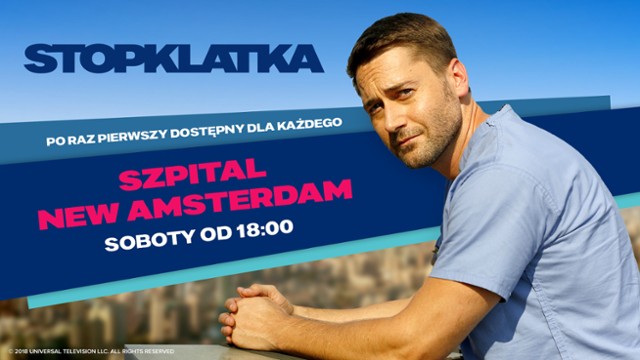 STOPKLATKA
PO RAZ PIERWSZY DOSTĘPNY DLA KAŻDEGO
SZPITAL
NEW AMSTERDAM
SOBOTY OD 18:00
© 2018 UNIVERSAL TELEVISION LLC. ALL RIGHTS RESERVED.